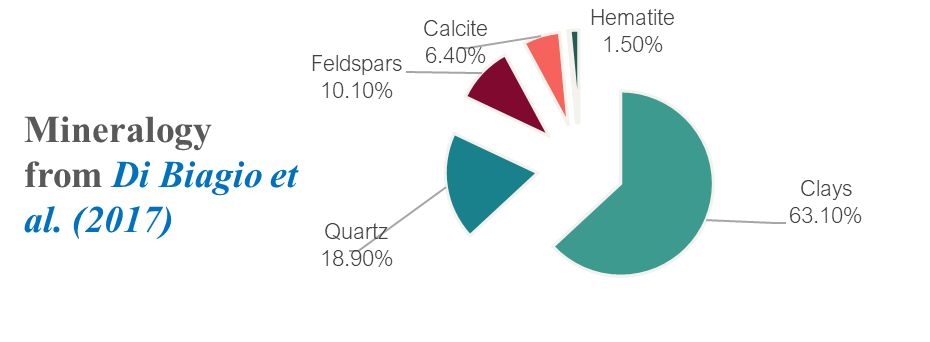 Mineralogy
from Di Biagio et
al. (2017)
Hematite
1.50%
Calcite
6.40%
Feldspars
10.10%
Clays
63.10%
Quartz
18.90%